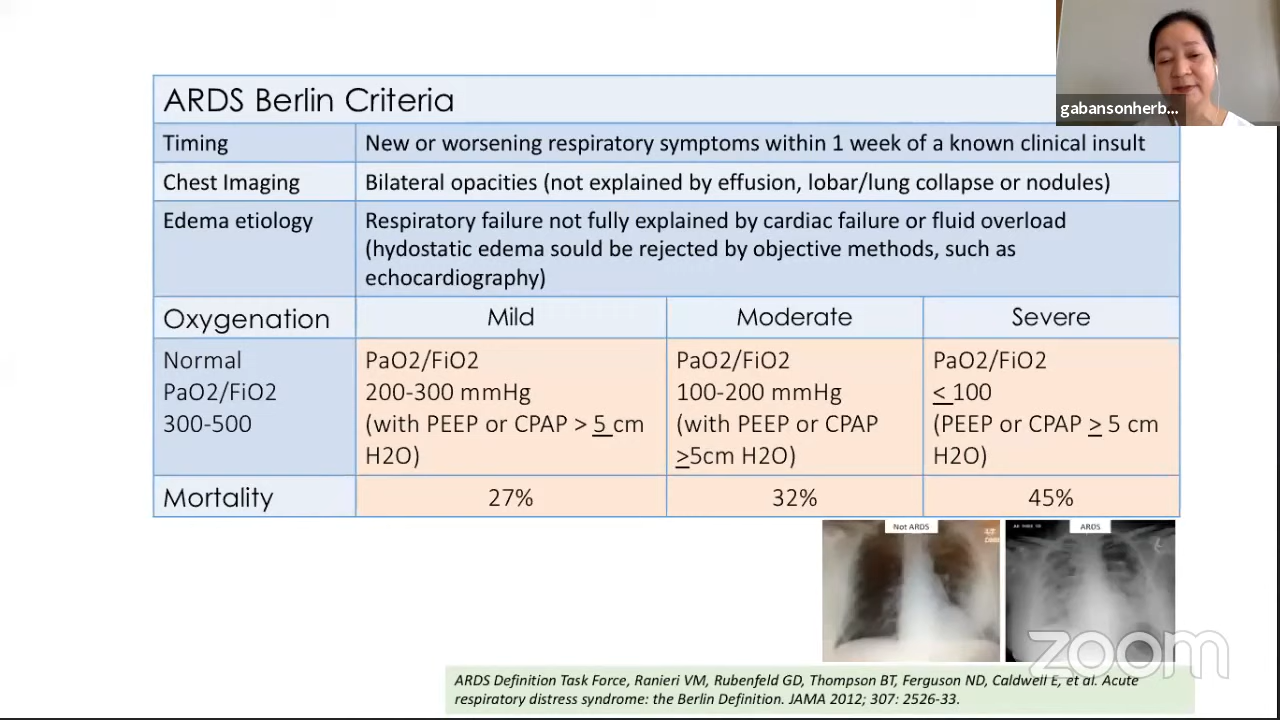 gabansonherb...
ARDS Berlin Criteria
Timing
New or worsening respiratory symptoms within 1 week of a known clinical insult
Chest Imaging
Bilateral opacities (not explained by effusion, lobar/lung collapse or nodules)
Edema etiology
Respiratory failure not fully explained by cardiac failure or fluid overload
(hydostatic edema sould be rejected by objective methods, such as
echocardiography)
Oxygenation
Mild
Moderate
Severe
Normal
PaO2/FiO2
300-500
PaO2/FiO2
200-300 mmHg
(with PEEP or CPAP > 5 cm
H2O)
PaO2/FiO2
100-200 mmHg
(with PEEP or CPAP
≥5cm H2O)
PaO2/FiO2
≤ 100
(PEEP or CPAP ≥ 5 cm
H2O)
Mortality
27%
32%
45%
Not ARDS
ARDS
zoom
ARDS Definition Task Force, Ranieri VM, Rubenfeld GD, Thompson BT, Ferguson ND, Caldwell E, et al. Acute
respiratory distress syndrome: the Berlin Definition. JAMA 2012; 307: 2526-33.